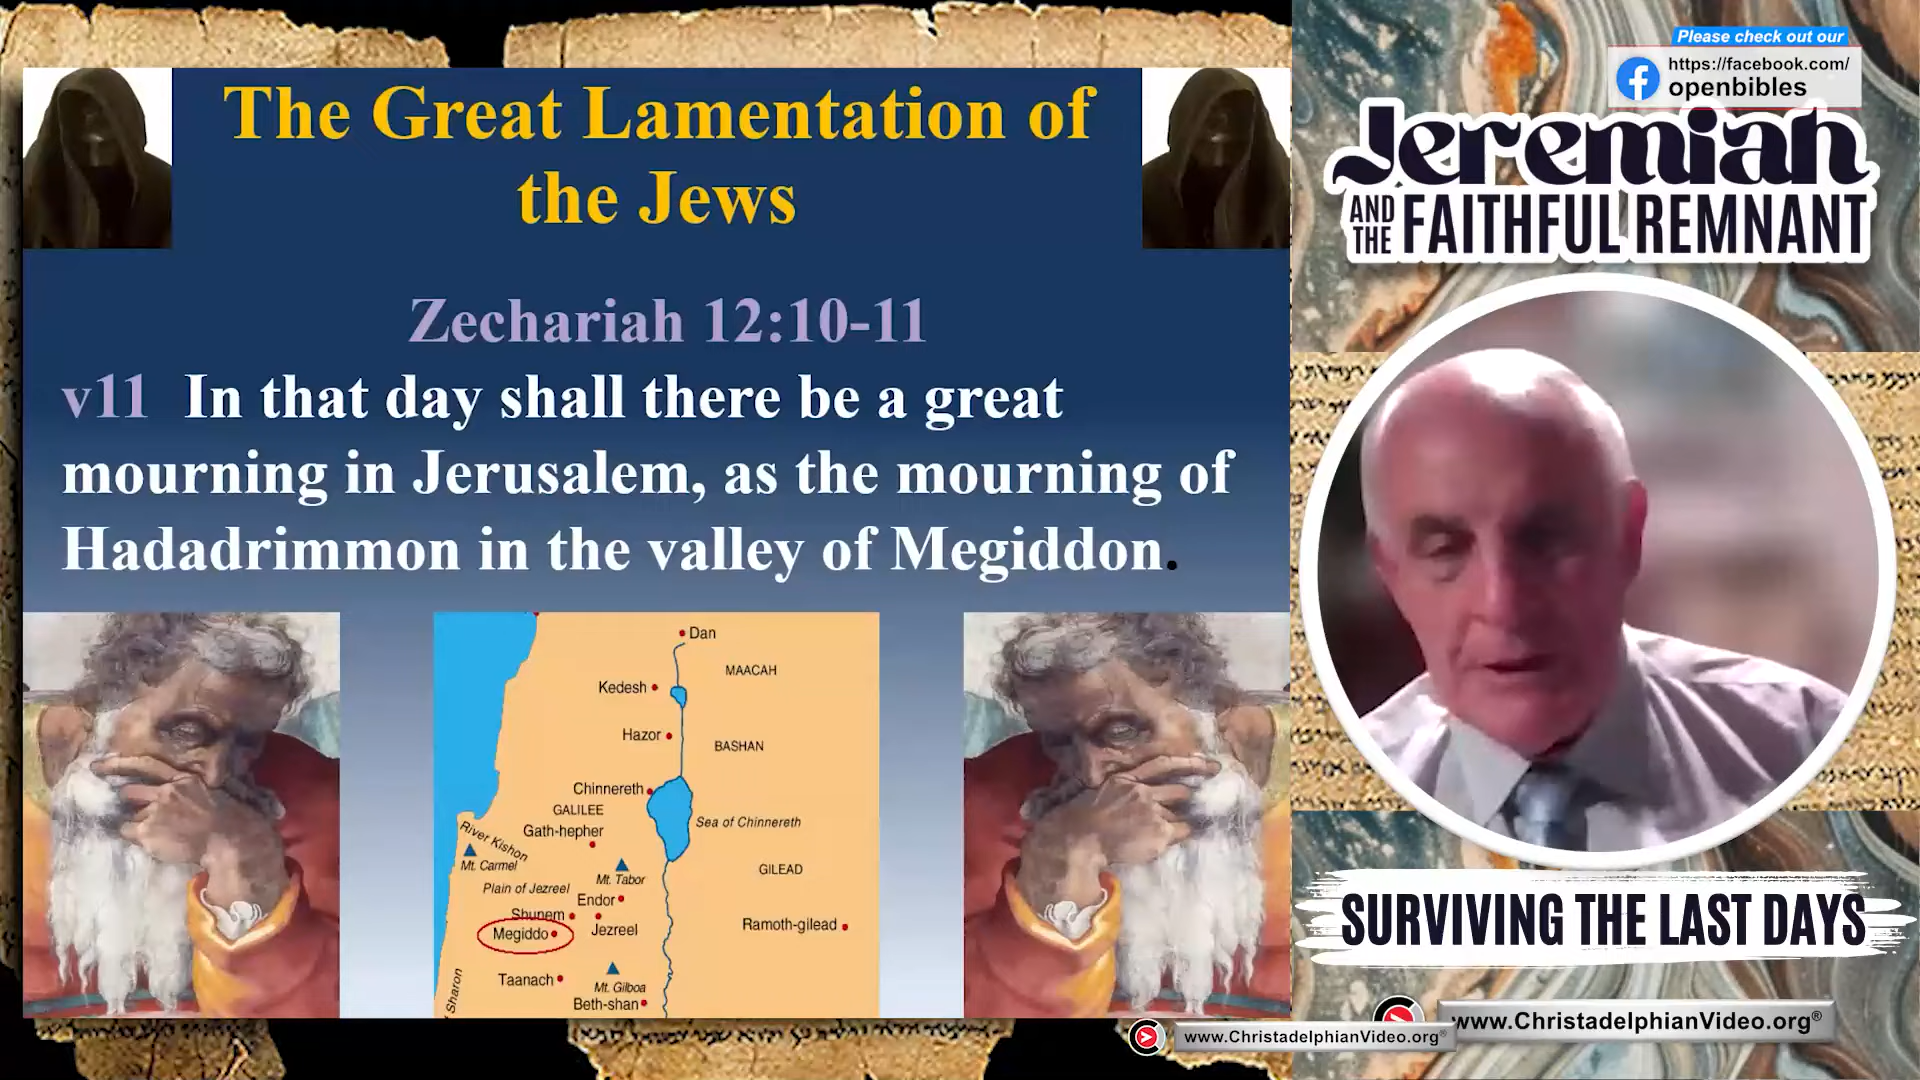 The Great Lamentation of
the Jews
Zechariah 12:10-11
v11 In that day shall there be a great
mourning in Jerusalem, as the mourning of
Hadadrimmon in the valley of Megiddon.
Dan
MAACAH
Kedesh
Hazor
BASHAN
Chinnereth
GALILEE
Sea of Chinnereth
Gath-hepher
River Kishon
Mt. Carmel
Mt. Tabor
GILEAD
Plain of Jezreel
Endor
Shunem
Ramoth-gilead
Megiddo
Jezreel
Taanach
Mt. Gilboa
Sharon
Beth-shan
Please check out our
https://facebook.com/
openbibles
Jeremiah
AND THE FAITHFUL REMNANT
SURVIVING THE LAST DAYS
www.ChristadelphianVideo.org®
www.ChristadelphianVideo.org®